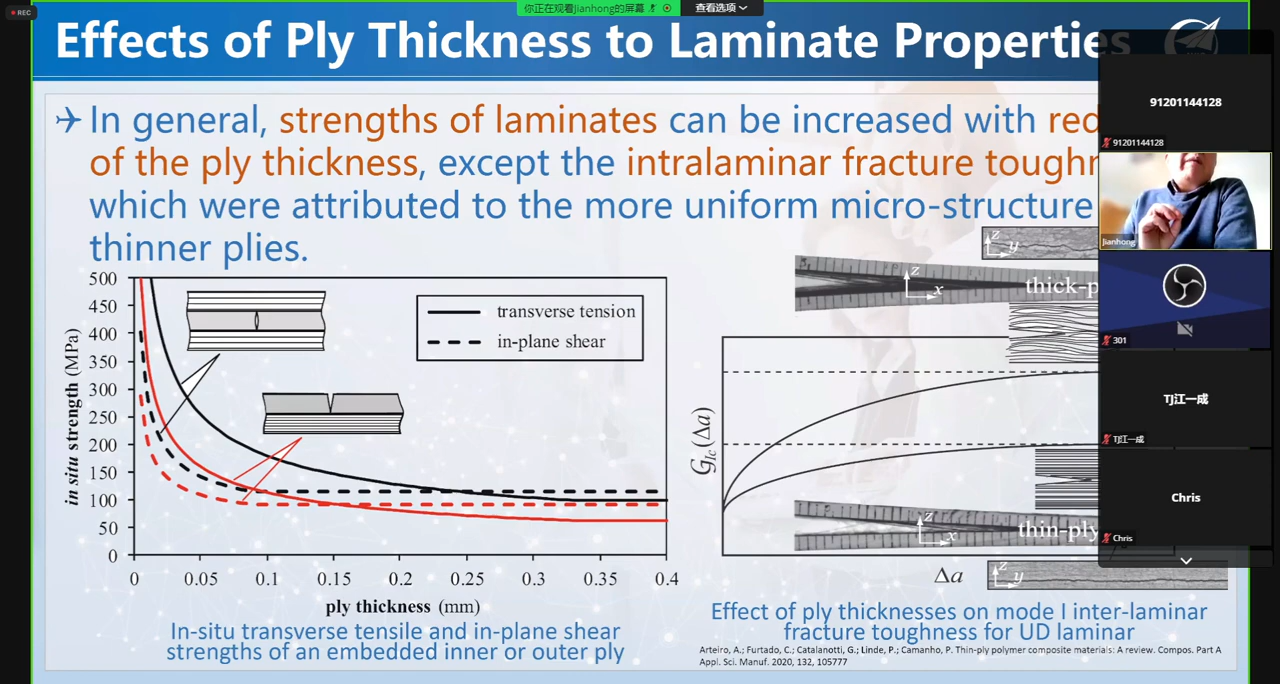 REC
你正在观看Jianhong的屏幕
查看选项
Effects of Ply Thickness to Laminate Properties
In general, strengths of laminates can be increased with red
of the ply thickness, except the intralaminar fracture toughn
which were attributed to the more uniform micro-structure
thinner plies.
500
450
400
350
300
250
200
150
100
50
0
in situ strength (MPa)
transverse tension
in-plane shear
0 0.05 0.1 0.15 0.2 0.25 0.3 0.35 0.4
ply thickness (mm)
In-situ transverse tensile and in-plane shear
strengths of an embedded inner or outer ply
z
y
z
x
thick-p
𝒢Ic(Δa)
z
x
thin-ply
Δa
z
y
Effect of ply thicknesses on mode I inter-laminar
fracture toughness for UD laminar
Arteiro, A.; Furtado, C.; Catalanotti, G.; Linde, P.; Camanho, P. Thin-ply polymer composite materials: A review. Compos. Part A
Appl. Sci. Manuf. 2020, 132, 105777
91201144128
91201144128
Jianhong
301
TJ江一成
TJ江一成
Chris
Chris